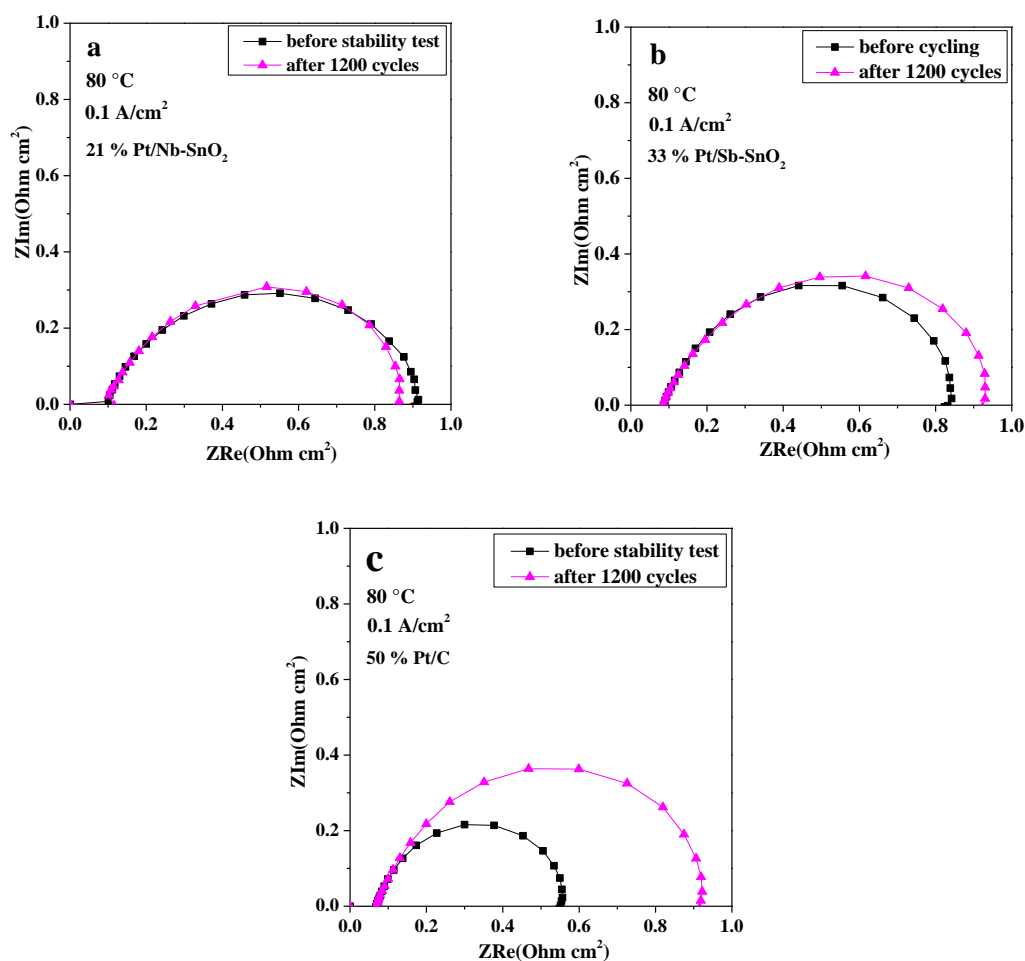 a
before stability test
after 1200 cycles
80 °C
0.1 A/cm²
21 % Pt/Nb-SnO₂
ZIm(Ohm cm²)
1.0
0.8
0.6
0.4
0.2
0.0
0.0 0.2 0.4 0.6 0.8 1.0
ZRe(Ohm cm²)
b
before cycling
after 1200 cycles
80 °C
0.1 A/cm²
33 % Pt/Sb-SnO₂
ZIm(Ohm cm²)
1.0
0.8
0.6
0.4
0.2
0.0
0.0 0.2 0.4 0.6 0.8 1.0
ZRe(Ohm cm²)
c
before stability test
after 1200 cycles
80 °C
0.1 A/cm²
50 % Pt/C
ZIm(Ohm cm²)
1.0
0.8
0.6
0.4
0.2
0.0
0.0 0.2 0.4 0.6 0.8 1.0
ZRe(Ohm cm²)